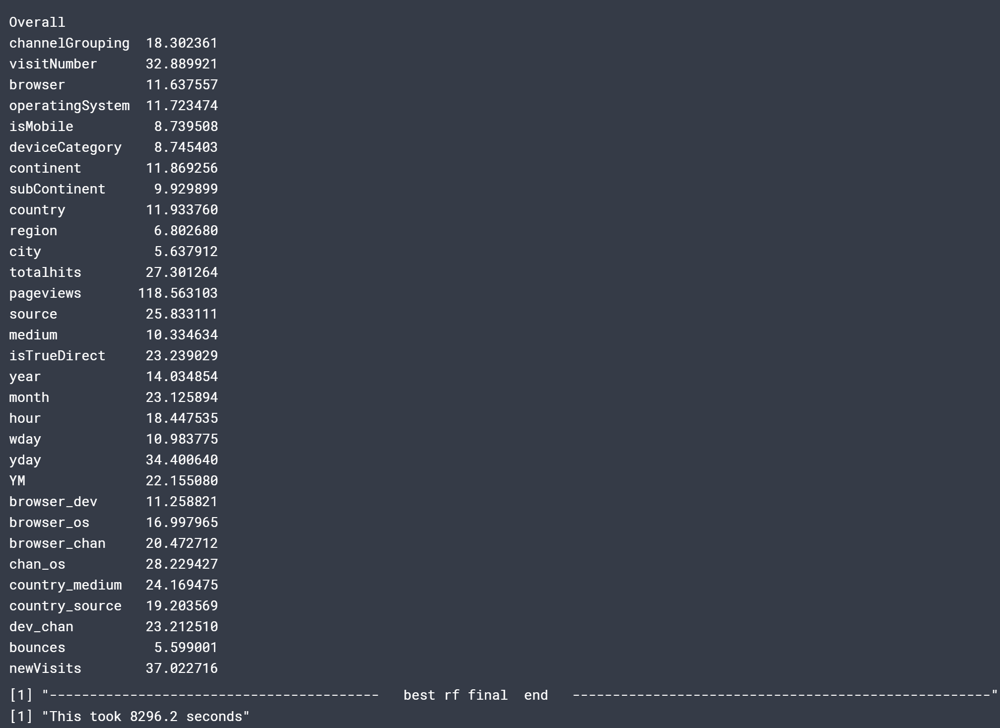 Overall
channelGrouping  18.302361
visitNumber      32.889921
browser          11.637557
operatingSystem  11.723474
isMobile          8.739508
deviceCategory    8.745403
continent        11.869256
subContinent      9.929899
country          11.933760
region            6.802680
city              5.637912
totalhits        27.301264
pageviews       118.563103
source           25.833111
medium           10.334634
isTrueDirect     23.239029
year             14.034854
month            23.125894
hour             18.447535
wday             10.983775
yday             34.400640
YM               22.155080
browser_dev      11.258821
browser_os       16.997965
browser_chan     20.472712
chan_os          28.229427
country_medium   24.169475
country_source   19.203569
dev_chan         23.212510
bounces           5.599001
newVisits        37.022716
[1] "-----------------------------------------   best rf final  end   ----------------------------------------------------"
[1] "This took 8296.2 seconds"